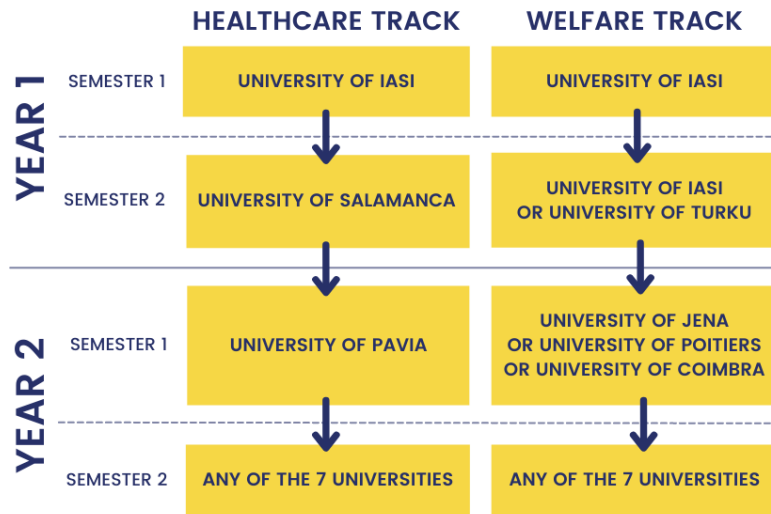 HEALTHCARE TRACK
WELFARE TRACK
YEAR 1
SEMESTER 1
UNIVERSITY OF IASI
UNIVERSITY OF IASI
SEMESTER 2
UNIVERSITY OF SALAMANCA
UNIVERSITY OF IASI
OR UNIVERSITY OF TURKU
YEAR 2
SEMESTER 1
UNIVERSITY OF PAVIA
UNIVERSITY OF JENA
OR UNIVERSITY OF POITIERS
OR UNIVERSITY OF COIMBRA
SEMESTER 2
ANY OF THE 7 UNIVERSITIES
ANY OF THE 7 UNIVERSITIES